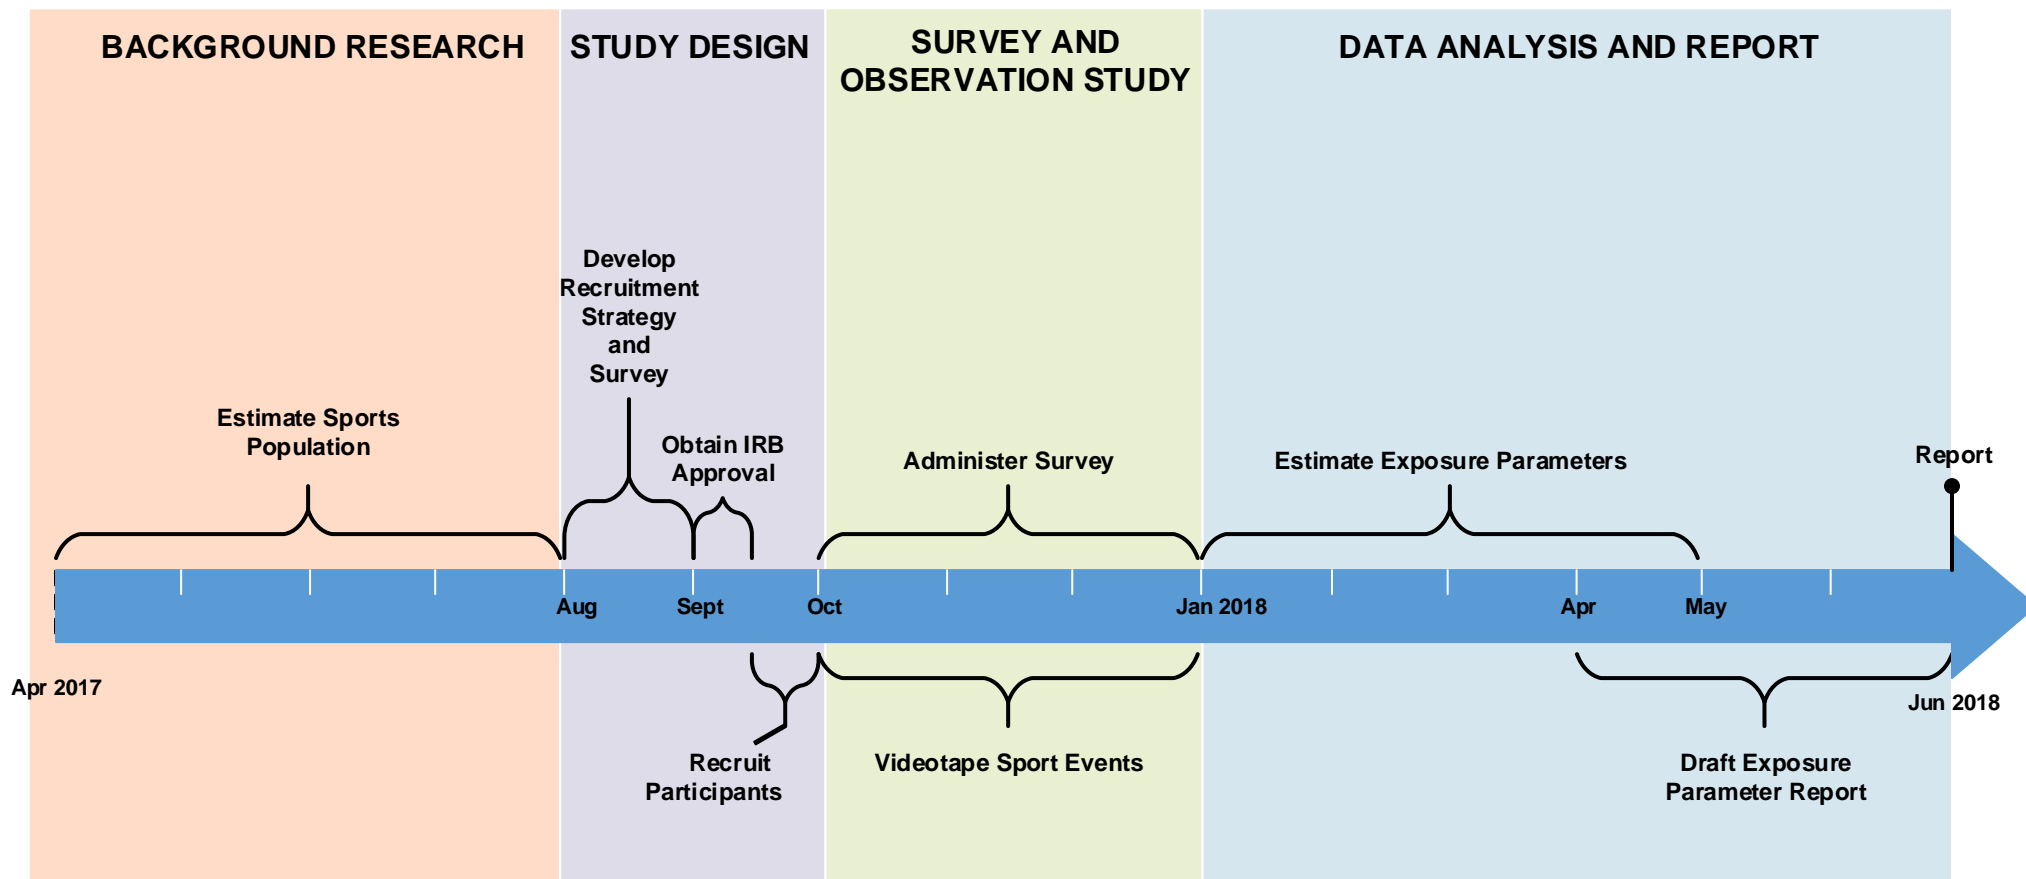 BACKGROUND RESEARCH
STUDY DESIGN
SURVEY AND
OBSERVATION STUDY
DATA ANALYSIS AND REPORT
Develop
Recruitment
Strategy
and
Survey
Estimate Sports
Population
Obtain IRB
Approval
Administer Survey
Estimate Exposure Parameters
Report
Aug
Sept
Oct
Jan 2018
Apr
May
Apr 2017
Jun 2018
Recruit
Participants
Videotape Sport Events
Draft Exposure
Parameter Report